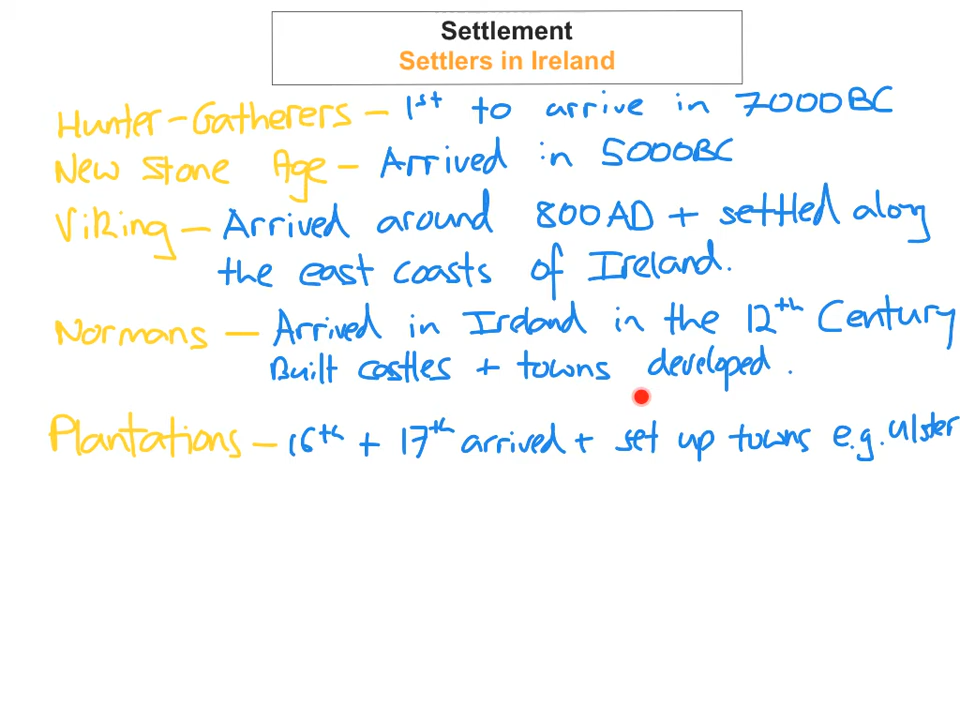 Settlement
Settlers in Ireland
Hunter-Gatherers – 1st to arrive in 7000BC
New Stone Age – Arrived in 5000BC
Viking – Arrived around 800AD + settled along
the east coasts of Ireland.
Normans – Arrived in Ireland in the 12th Century
Built castles + towns developed.
Plantations – 16th + 17th arrived + set up towns e.g. Ulster